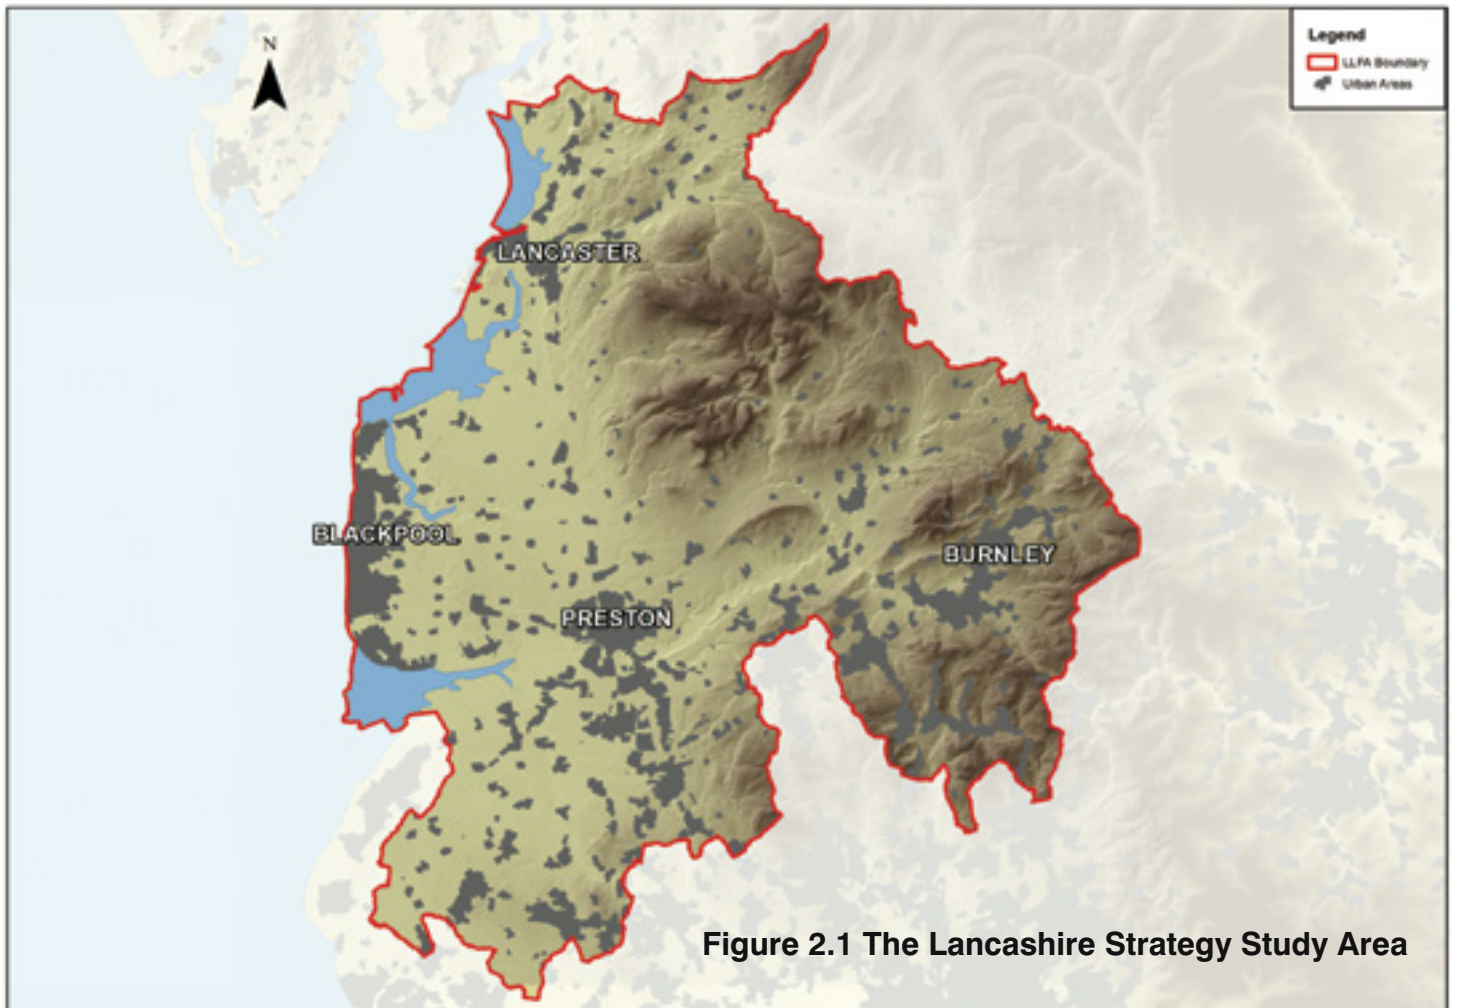 N
Legend
LLFA Boundary
Urban Areas
LANCASTER
BLACKPOOL
BURNLEY
PRESTON
Figure 2.1 The Lancashire Strategy Study Area